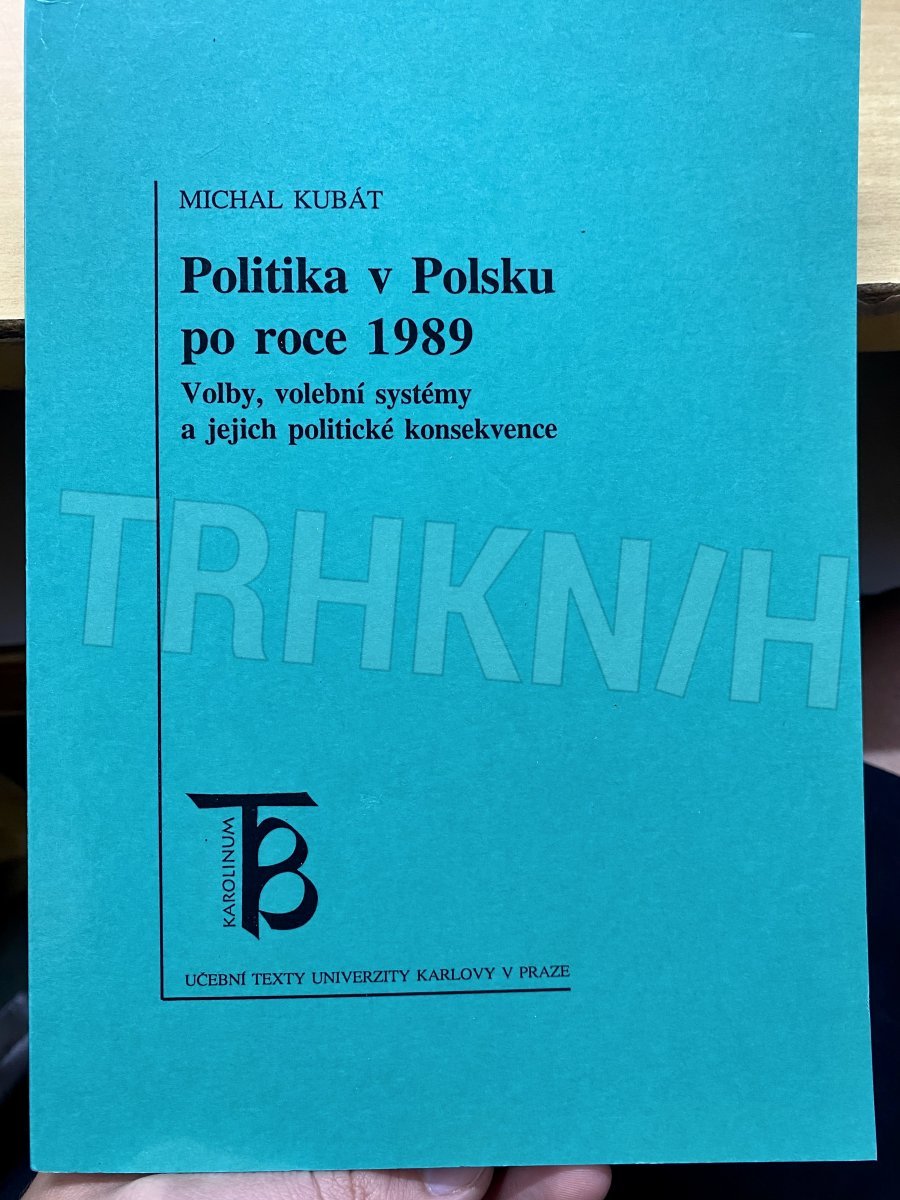 MICHAL KUBÁT
Politika v Polsku
po roce 1989
Volby, volební systémy
a jejich politické konsekvence
TRHKN/H
KAROLINUM
UČEBNÍ TEXTY UNIVERZITY KARLOVY V PRAZE